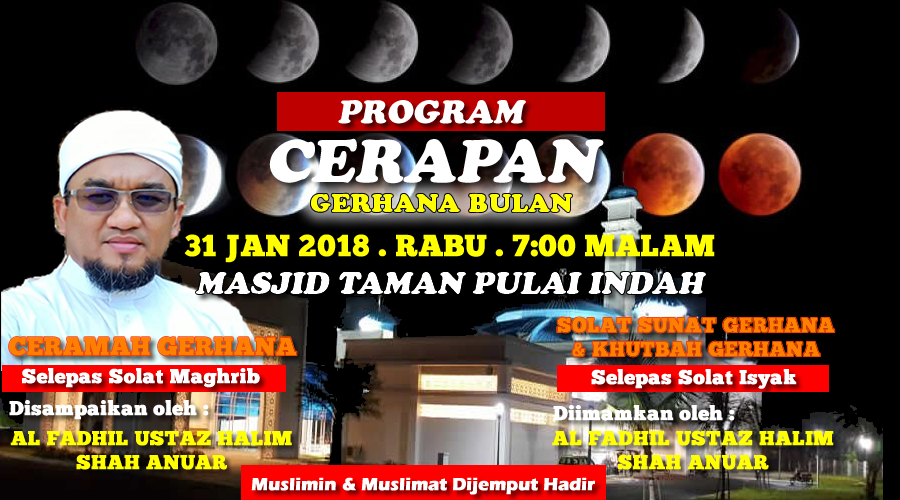 PROGRAM
CERAPAN
GERHANA BULAN
31 JAN 2018 . RABU . 7:00 MALAM
MASJID TAMAN PULAI INDAH
CERAMAH GERHANA
Selepas Solat Maghrib
Disampaikan oleh :
AL FADHIL USTAZ HALIM
SHAH ANUAR
SOLAT SUNAT GERHANA
& KHUTBAH GERHANA
Selepas Solat Isyak
Diimamkan oleh :
AL FADHIL USTAZ HALIM
SHAH ANUAR
Muslimin & Muslimat Dijemput Hadir